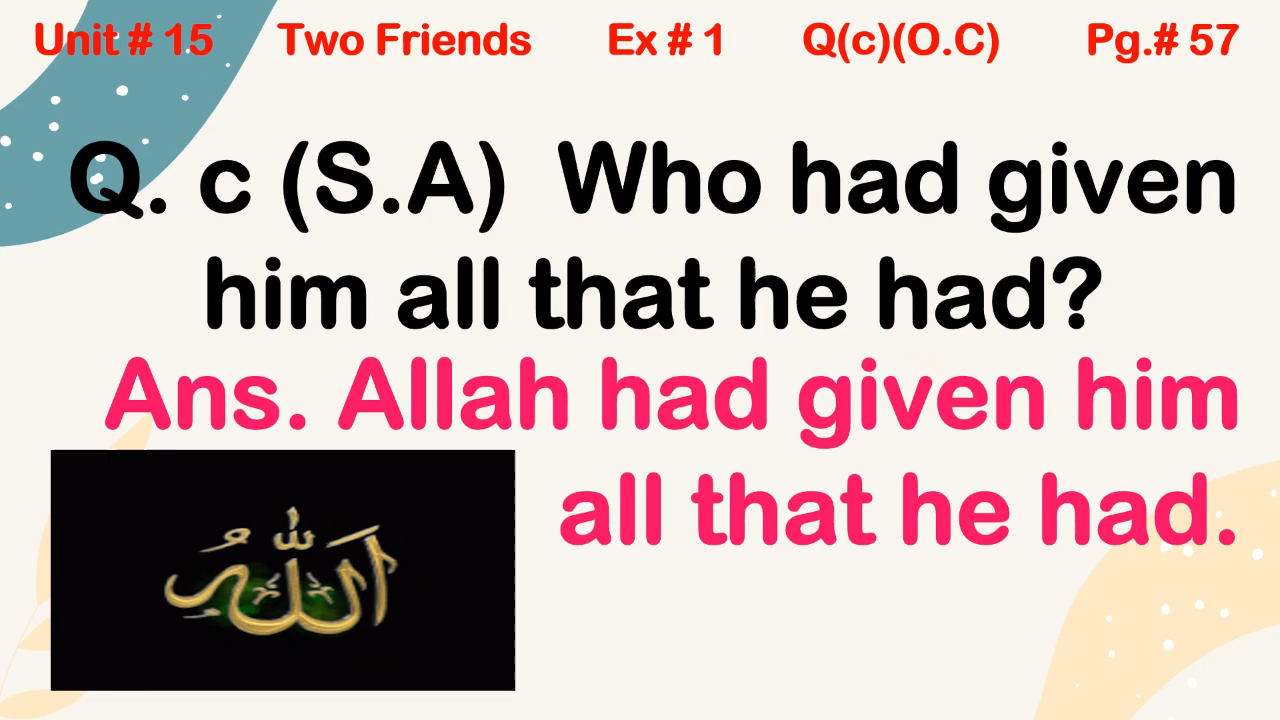 Unit # 15 Two Friends Ex # 1 Q(c)(O.C) Pg.# 57
Q. c (S.A) Who had given
him all that he had?
Ans. Allah had given him
all that he had.
اللهُ